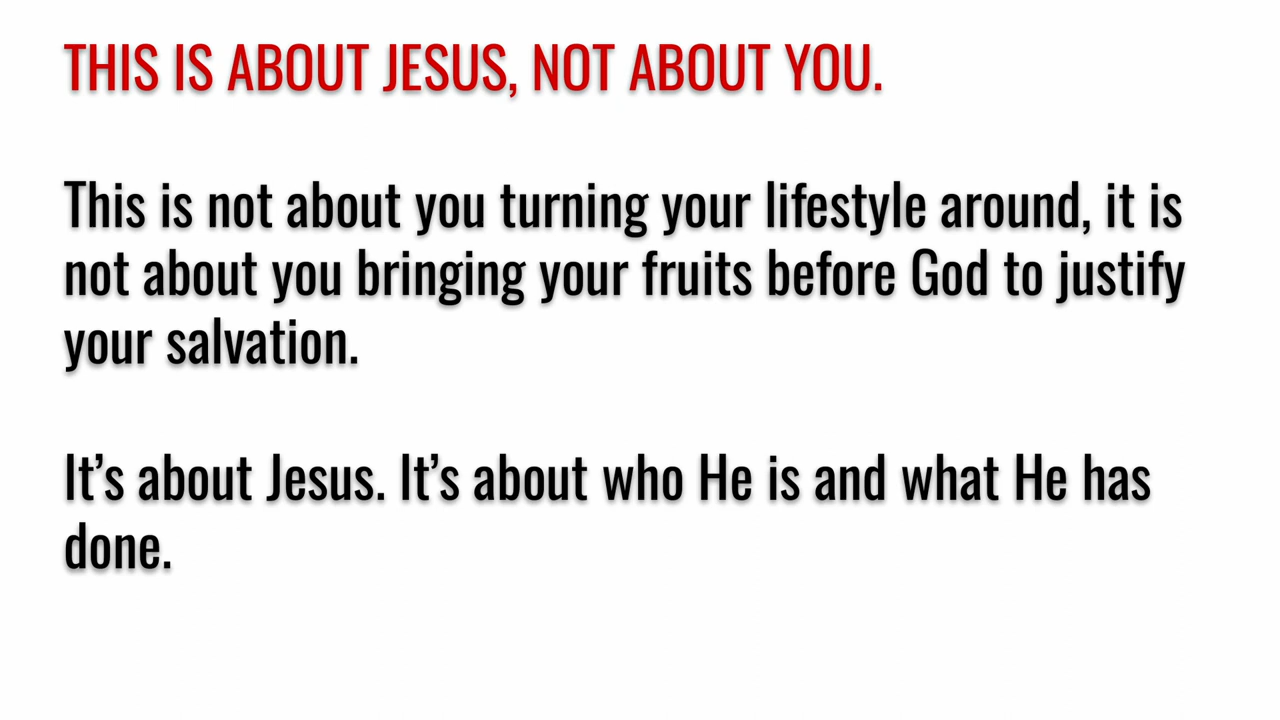 THIS IS ABOUT JESUS, NOT ABOUT YOU.
This is not about you turning your lifestyle around, it is
not about you bringing your fruits before God to justify
your salvation.
It’s about Jesus. It’s about who He is and what He has
done.